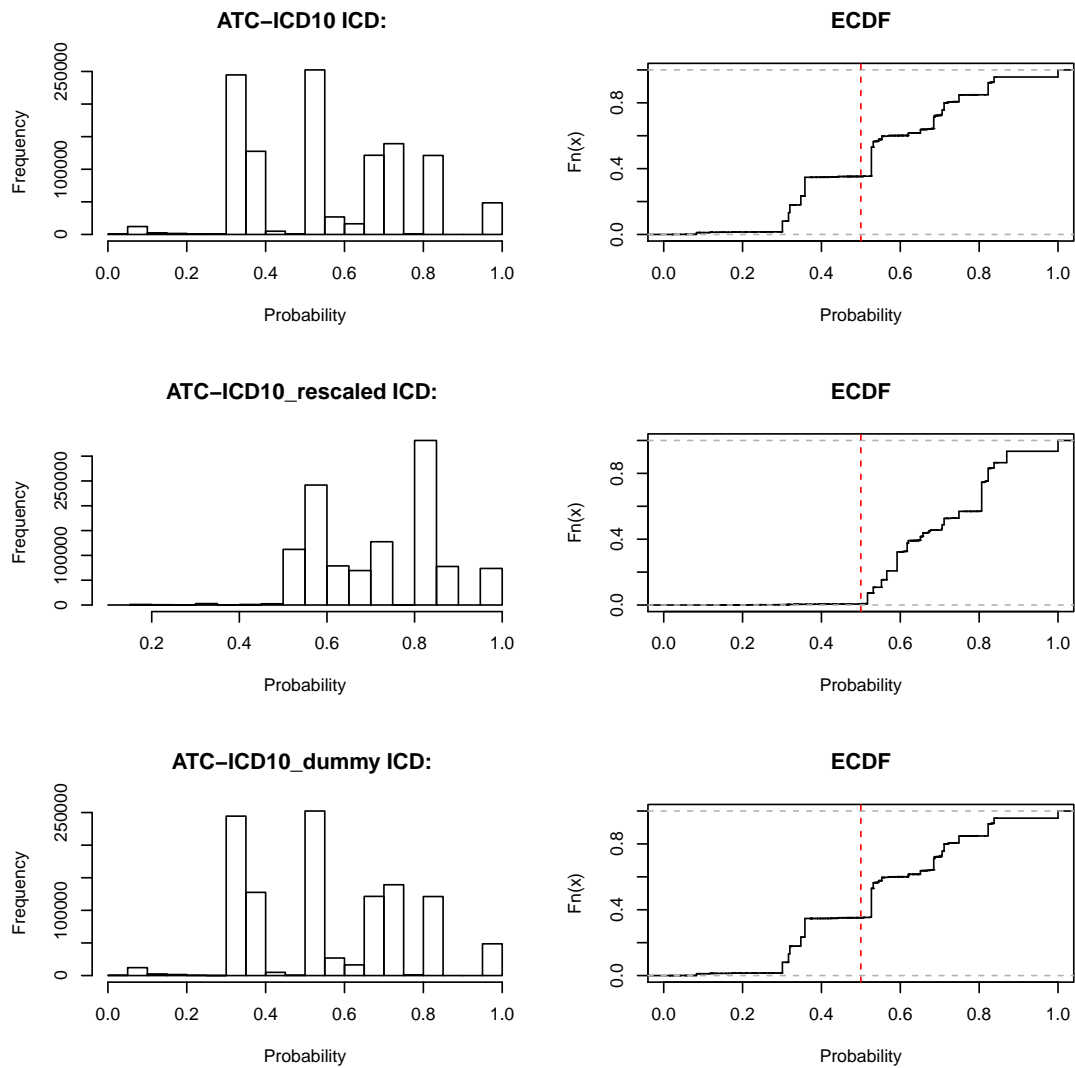 ATC−ICD10 ICD:
Frequency
0
100000
250000
0.0 0.2 0.4 0.6 0.8 1.0
Probability
ECDF
Fn(x)
0.0
0.4
0.8
0.0 0.2 0.4 0.6 0.8 1.0
Probability
ATC−ICD10_rescaled ICD:
Frequency
0
100000
250000
0.2 0.4 0.6 0.8 1.0
Probability
ECDF
Fn(x)
0.0
0.4
0.8
0.0 0.2 0.4 0.6 0.8 1.0
Probability
ATC−ICD10_dummy ICD:
Frequency
0
100000
250000
0.0 0.2 0.4 0.6 0.8 1.0
Probability
ECDF
Fn(x)
0.0
0.4
0.8
0.0 0.2 0.4 0.6 0.8 1.0
Probability